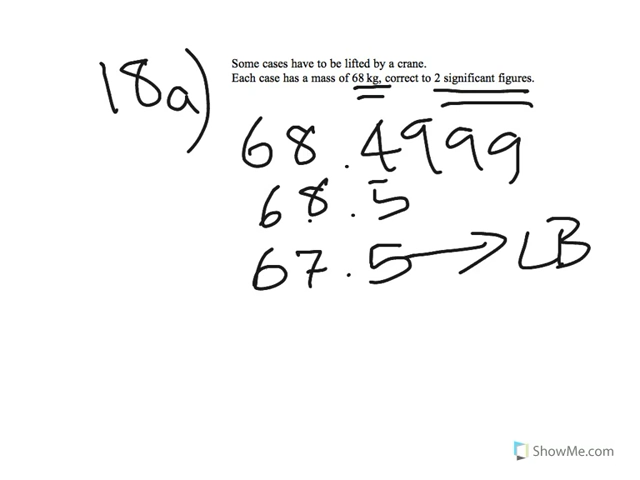 18a)
Some cases have to be lifted by a crane.
Each case has a mass of 68 kg, correct to 2 significant figures.
68.4999
68.5
67.5 → LB
ShowMe.com